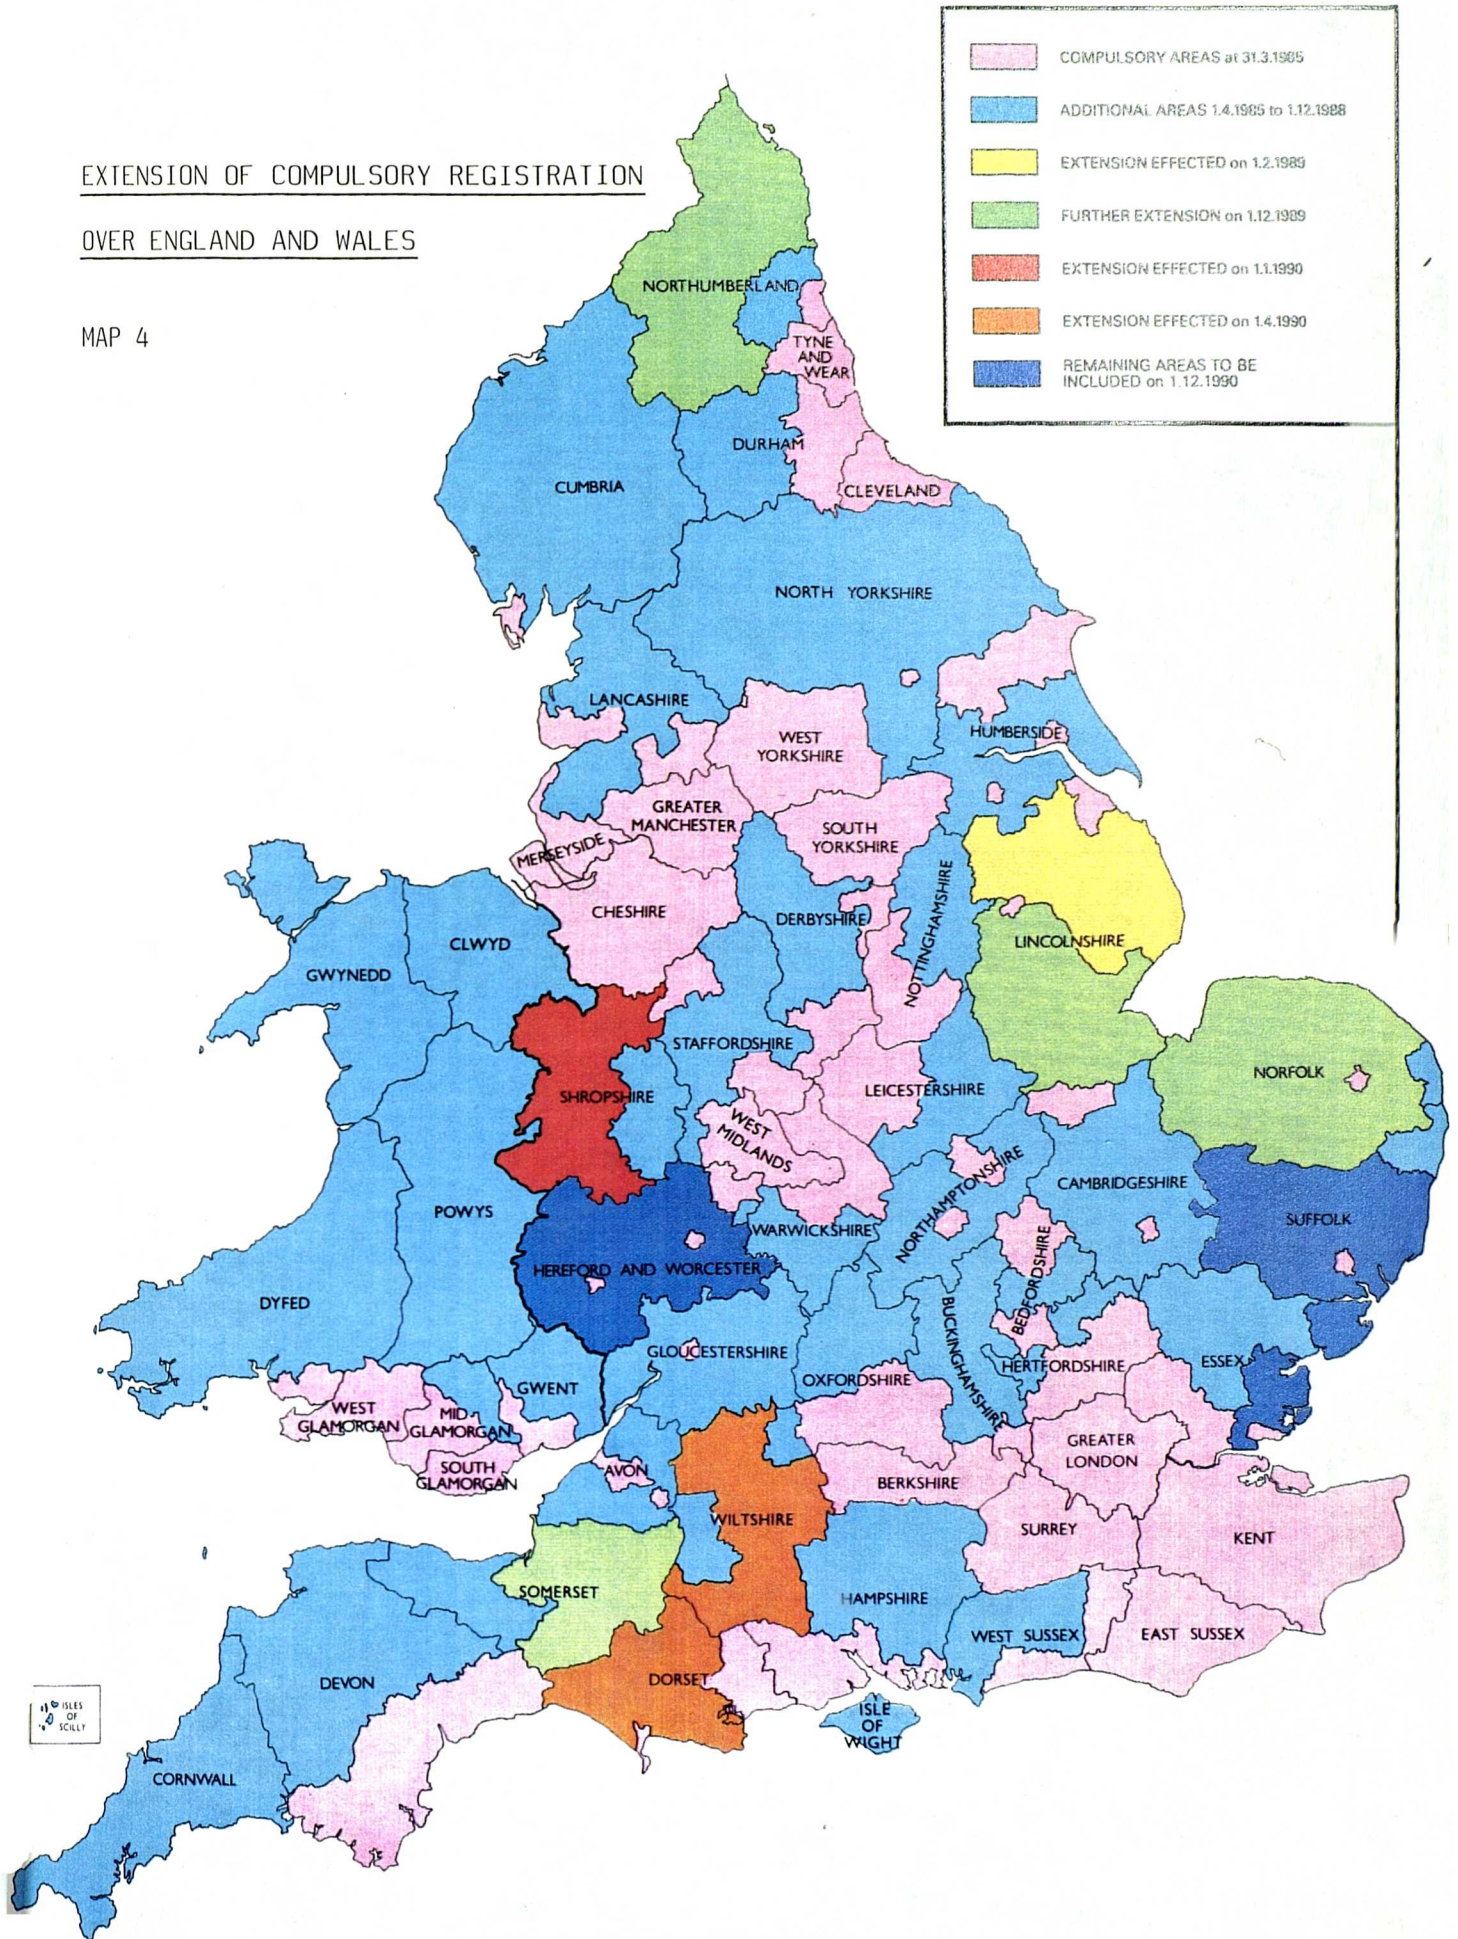 EXTENSION OF COMPULSORY REGISTRATION
OVER ENGLAND AND WALES
MAP 4
COMPULSORY AREAS at 31.3.1985
ADDITIONAL AREAS 1.4.1985 to 1.12.1988
EXTENSION EFFECTED on 1.2.1989
FURTHER EXTENSION on 1.12.1989
EXTENSION EFFECTED on 1.1.1990
EXTENSION EFFECTED on 1.4.1990
REMAINING AREAS TO BE
INCLUDED on 1.12.1990
NORTHUMBERLAND
TYNE
AND
WEAR
DURHAM
CUMBRIA
CLEVELAND
NORTH YORKSHIRE
LANCASHIRE
WEST
YORKSHIRE
HUMBERSIDE
GREATER
MANCHESTER
SOUTH
YORKSHIRE
MERSEYSIDE
CHESHIRE
DERBYSHIRE
NOTTINGHAMSHIRE
LINCOLNSHIRE
CLWYD
GWYNEDD
STAFFORDSHIRE
NORFOLK
SHROPSHIRE
LEICESTERSHIRE
WEST
MIDLANDS
CAMBRIDGESHIRE
NORTHAMPTONSHIRE
POWYS
SUFFOLK
WARWICKSHIRE
HEREFORD AND WORCESTER
BEDFORDSHIRE
DYFED
BUCKINGHAMSHIRE
GLOUCESTERSHIRE
HERTFORDSHIRE
ESSEX
OXFORDSHIRE
GWENT
WEST
GLAMORGAN
MID
GLAMORGAN
SOUTH
GLAMORGAN
GREATER
LONDON
AVON
BERKSHIRE
WILTSHIRE
SURREY
KENT
SOMERSET
HAMPSHIRE
WEST SUSSEX
EAST SUSSEX
DEVON
DORSET
ISLES
OF
SCILLY
ISLE
OF
WIGHT
CORNWALL